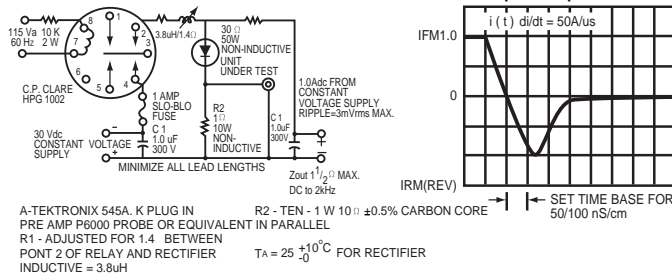 115 Va
60 Hz
10 K
2 W
8
1
2
3
7
6
5
4
C.P. CLARE
HPG 1002
3.8uH/1.4Ω
30 Ω
50W
NON-INDUCTIVE
UNIT
UNDER TEST
1 AMP
SLO-BLO
FUSE
R2
1Ω
10W
NON-
INDUCTIVE
C 1
1.0uF
300V
1.0Adc FROM
CONSTANT
VOLTAGE SUPPLY
RIPPLE=3mVrms MAX.
30 Vdc
CONSTANT VOLTAGE
SUPPLY
–
+
C 1
1.0 uF
300 V
MINIMIZE ALL LEAD LENGTHS
+
–
Zout 1 1/2 Ω MAX.
DC to 2kHz
A-TEKTRONIX 545A. K PLUG IN
PRE AMP P6000 PROBE OR EQUIVALENT IN PARALLEL
R1 - ADJUSTED FOR 1.4 BETWEEN
PONT 2 OF RELAY AND RECTIFIER
INDUCTIVE = 3.8uH
R2 - TEN - 1 W 10 Ω ±0.5% CARBON CORE
TA = 25 +10 -0 °C FOR RECTIFIER
i ( t ) di/dt = 50A/us
IFM1.0
0
IRM(REV)
SET TIME BASE FOR
50/100 nS/cm